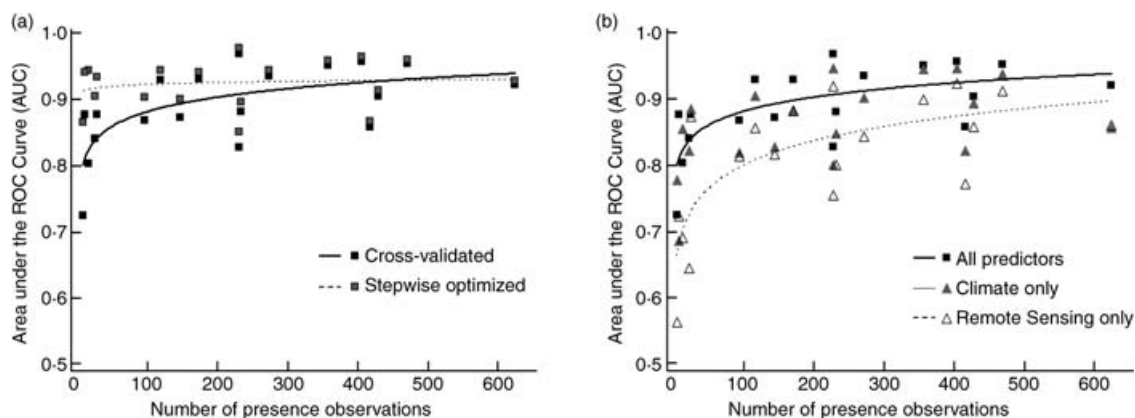 (a)
1·0
0·9
0·8
0·7
0·6
0·5
Area under the ROC Curve (AUC)
Cross-validated
Stepwise optimized
0 100 200 300 400 500 600
Number of presence observations
(b)
1·0
0·9
0·8
0·7
0·6
0·5
Area under the ROC Curve (AUC)
All predictors
Climate only
Remote Sensing only
0 100 200 300 400 500 600
Number of presence observations